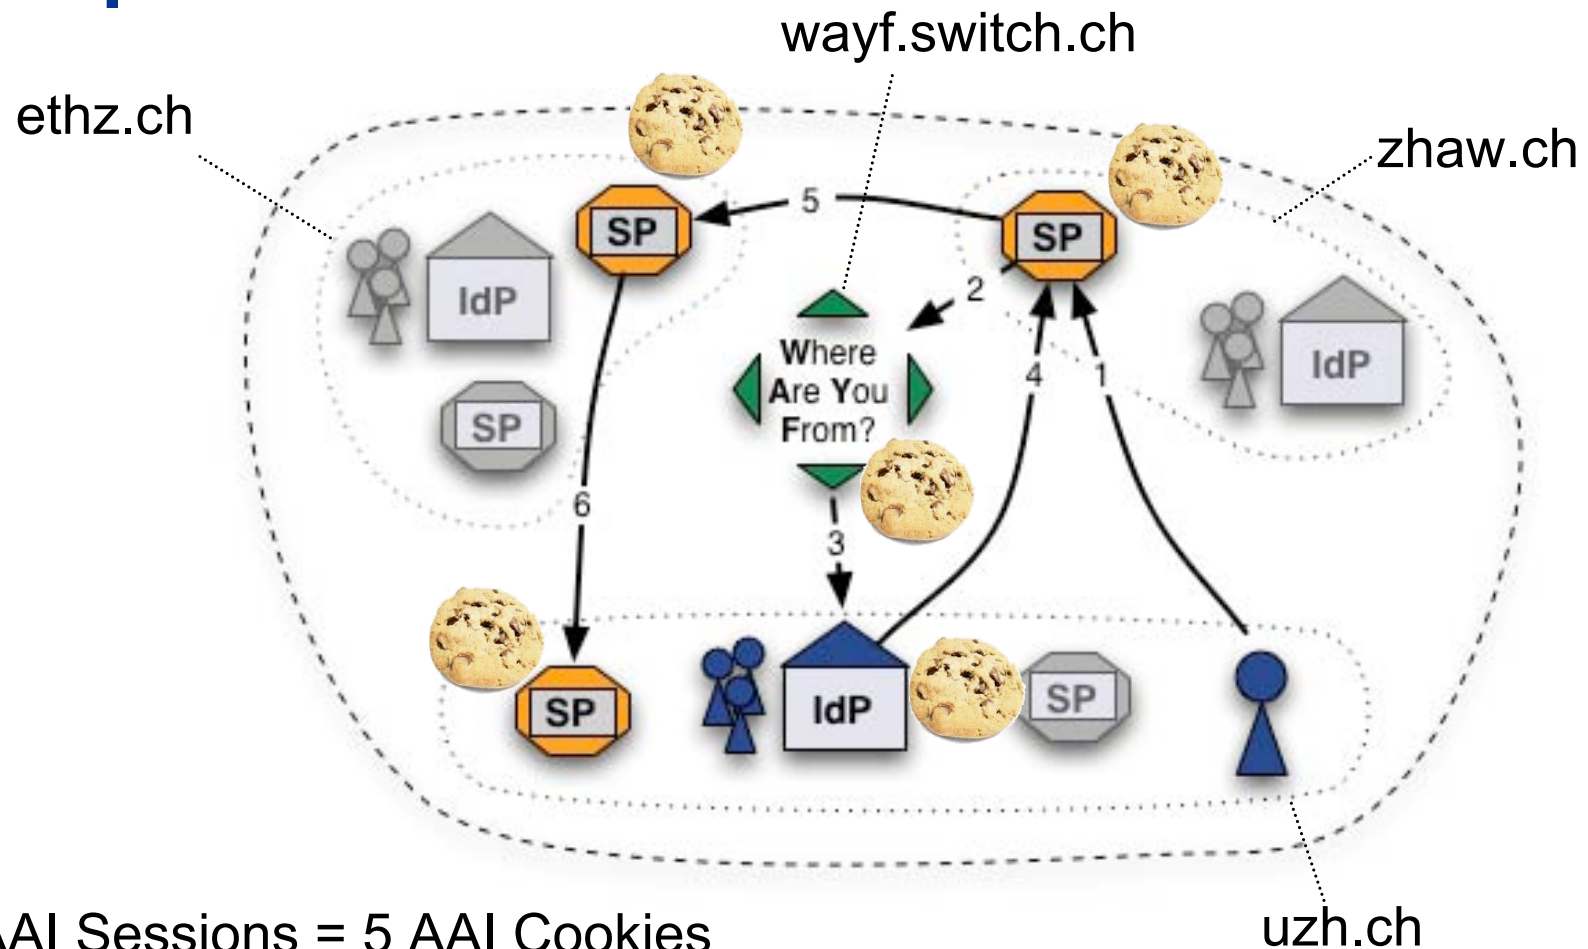 wayf.switch.ch
ethz.ch
zhaw.ch
5
SP
SP
2
IdP
Where
Are You
From?
4
1
IdP
SP
6
3
SP
IdP
SP
uzh.ch
AAI Sessions = 5 AAI Cookies